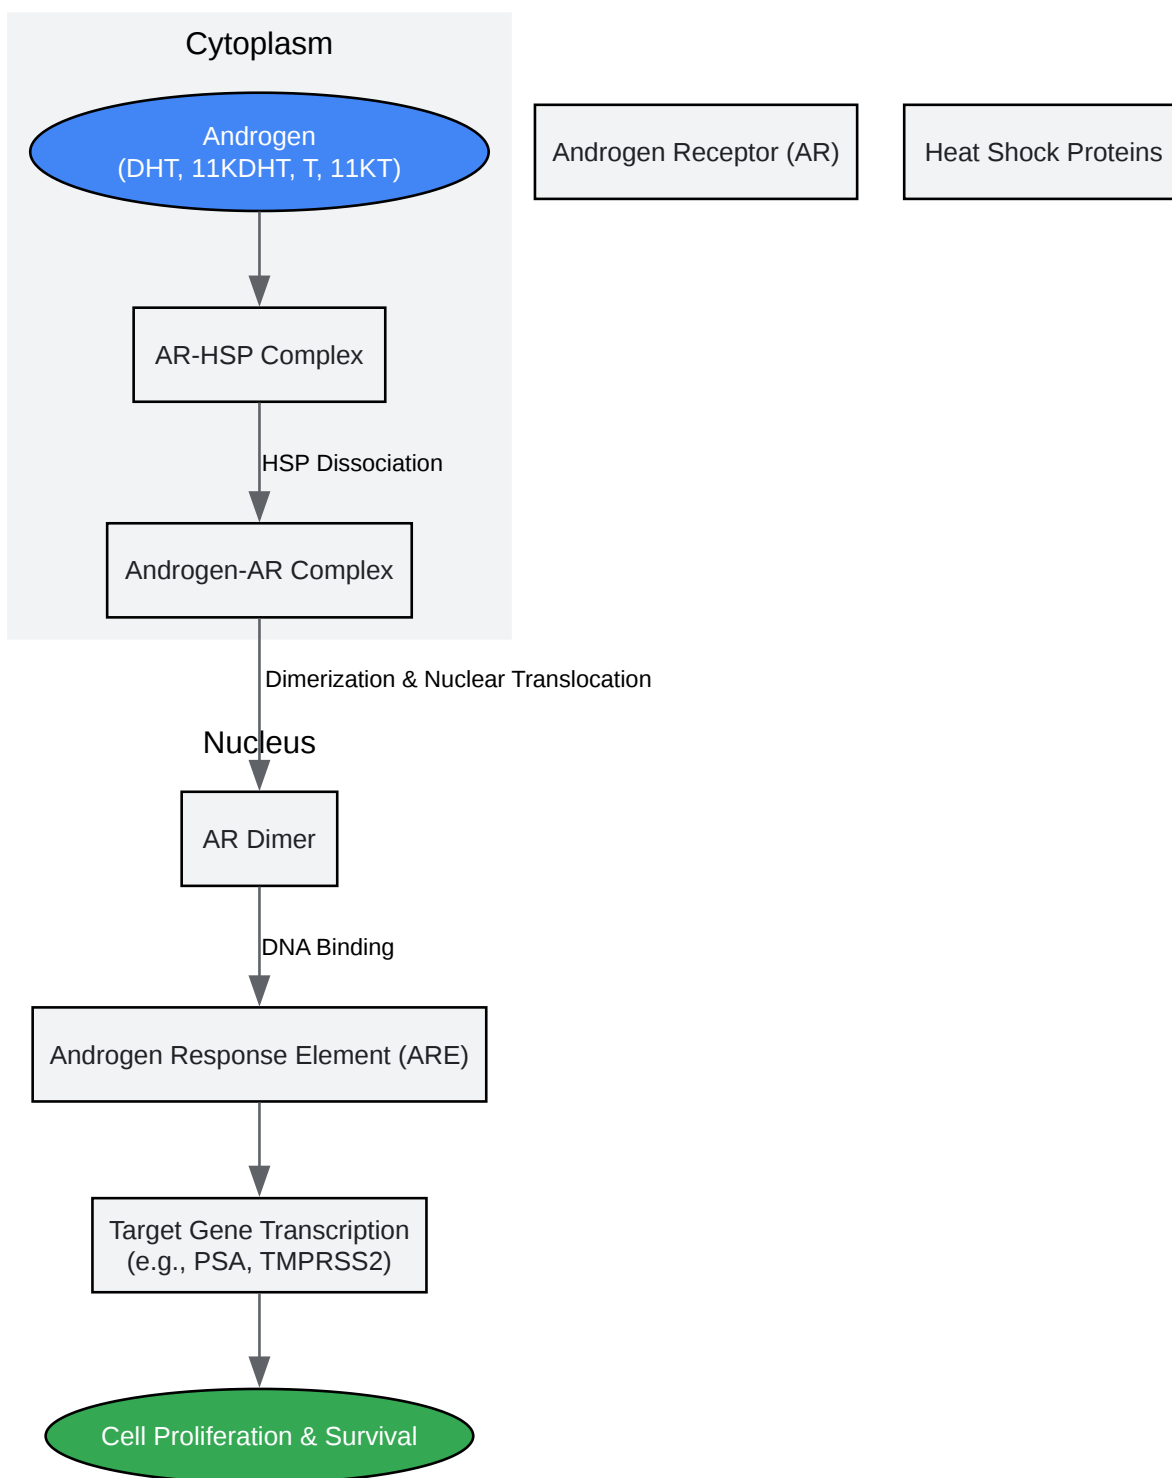 Cytoplasm
Androgen
(DHT, 11KDHT, T, 11KT)
Androgen Receptor (AR)
Heat Shock Proteins
AR-HSP Complex
HSP Dissociation
Androgen-AR Complex
Dimerization & Nuclear Translocation
Nucleus
AR Dimer
DNA Binding
Androgen Response Element (ARE)
Target Gene Transcription
(e.g., PSA, TMPRSS2)
Cell Proliferation & Survival